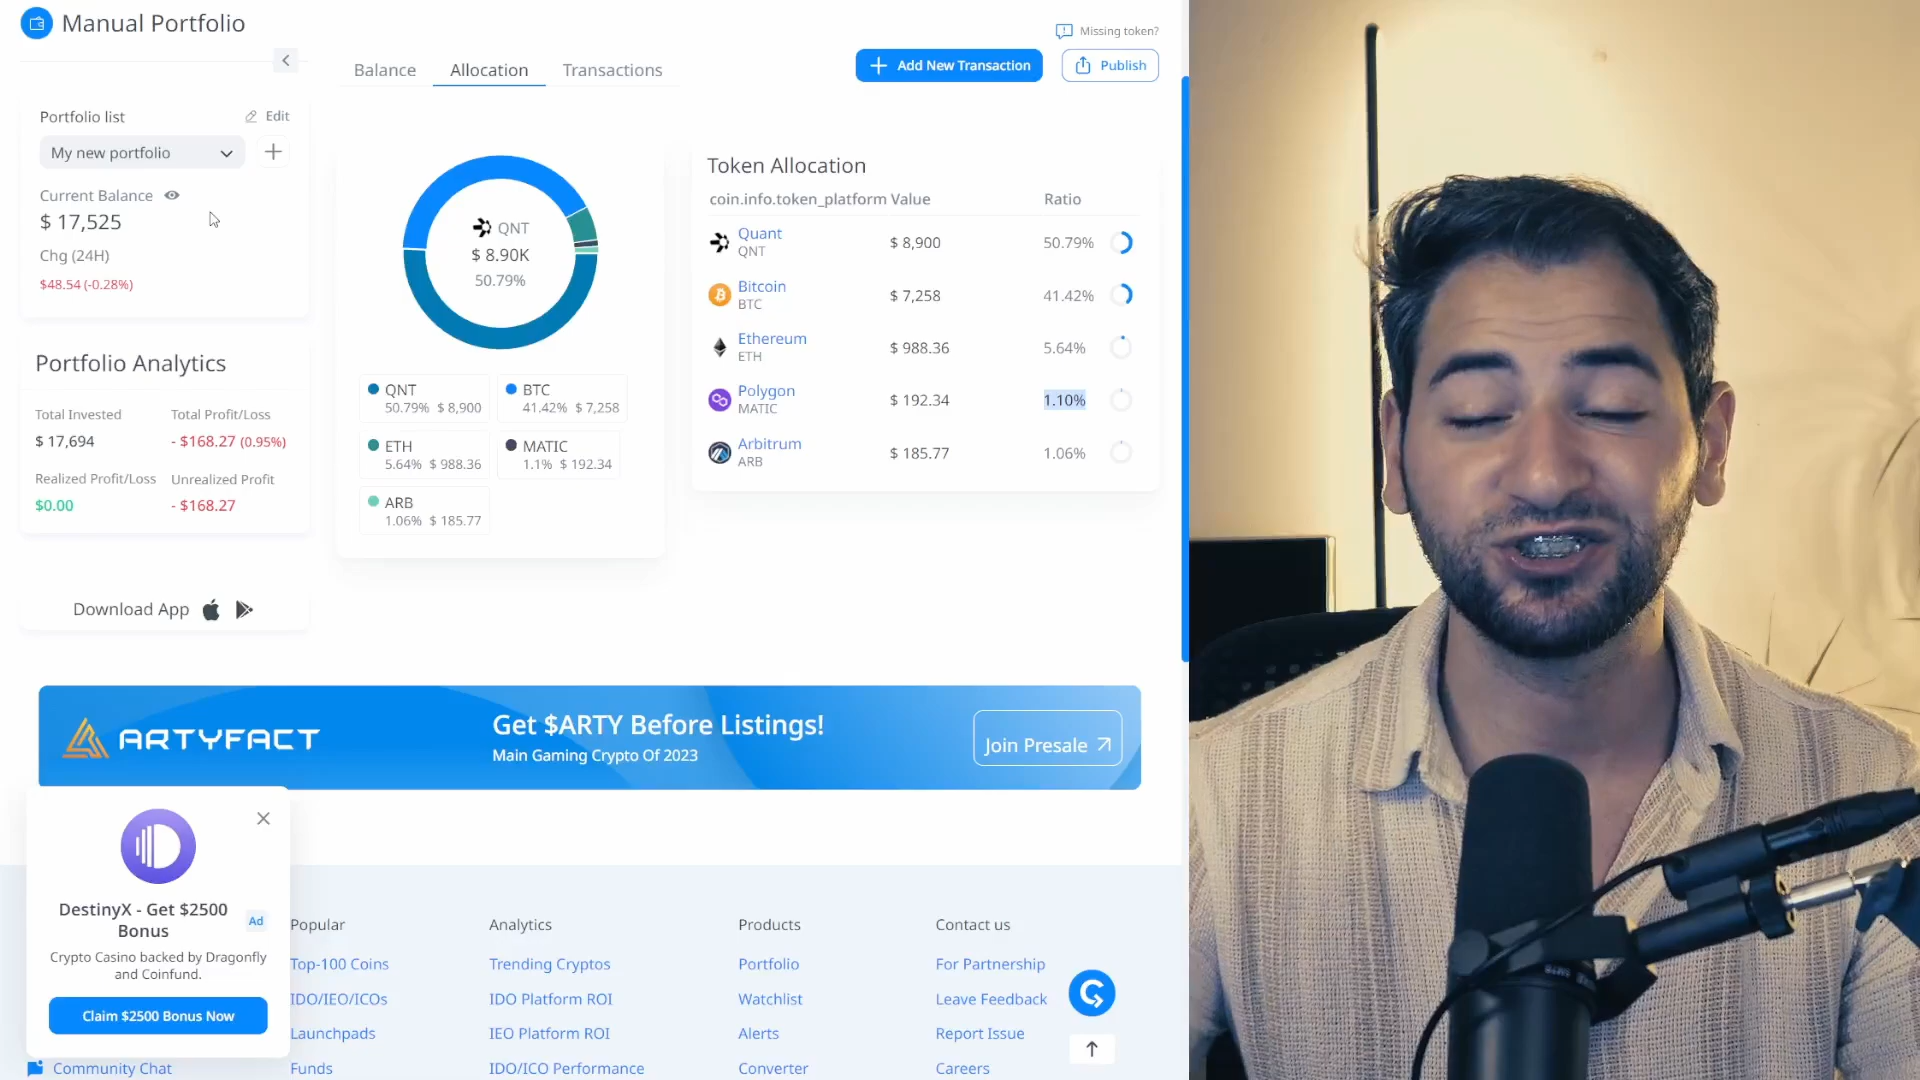 Manual Portfolio
Missing token?
Balance
Allocation
Transactions
Add New Transaction
Publish
Portfolio list
Edit
My new portfolio
Current Balance
$ 17,525
Chg (24H)
$48.54 (-0.28%)
Portfolio Analytics
Total Invested
Total Profit/Loss
$ 17,694
- $168.27 (0.95%)
Realized Profit/Loss
Unrealized Profit
$0.00
- $168.27
Download App
QNT
$ 8.90K
50.79%
QNT
50.79% $ 8,900
BTC
41.42% $ 7,258
ETH
5.64% $ 988.36
MATIC
1.1% $ 192.34
ARB
1.06% $ 185.77
Token Allocation
coin.info.token_platform Value Ratio
Quant
QNT
$ 8,900
50.79%
Bitcoin
BTC
$ 7,258
41.42%
Ethereum
ETH
$ 988.36
5.64%
Polygon
MATIC
$ 192.34
1.10%
Arbitrum
ARB
$ 185.77
1.06%
ARTYFACT
Get $ARTY Before Listings!
Main Gaming Crypto Of 2023
Join Presale
DestinyX - Get $2500
Bonus
Ad
Crypto Casino backed by Dragonfly
and Coinfund.
Claim $2500 Bonus Now
Community Chat
Popular
Top-100 Coins
IDO/IEO/ICOs
Launchpads
Funds
Analytics
Trending Cryptos
IDO Platform ROI
IEO Platform ROI
IDO/ICO Performance
Products
Portfolio
Watchlist
Alerts
Converter
Contact us
For Partnership
Leave Feedback
Report Issue
Careers